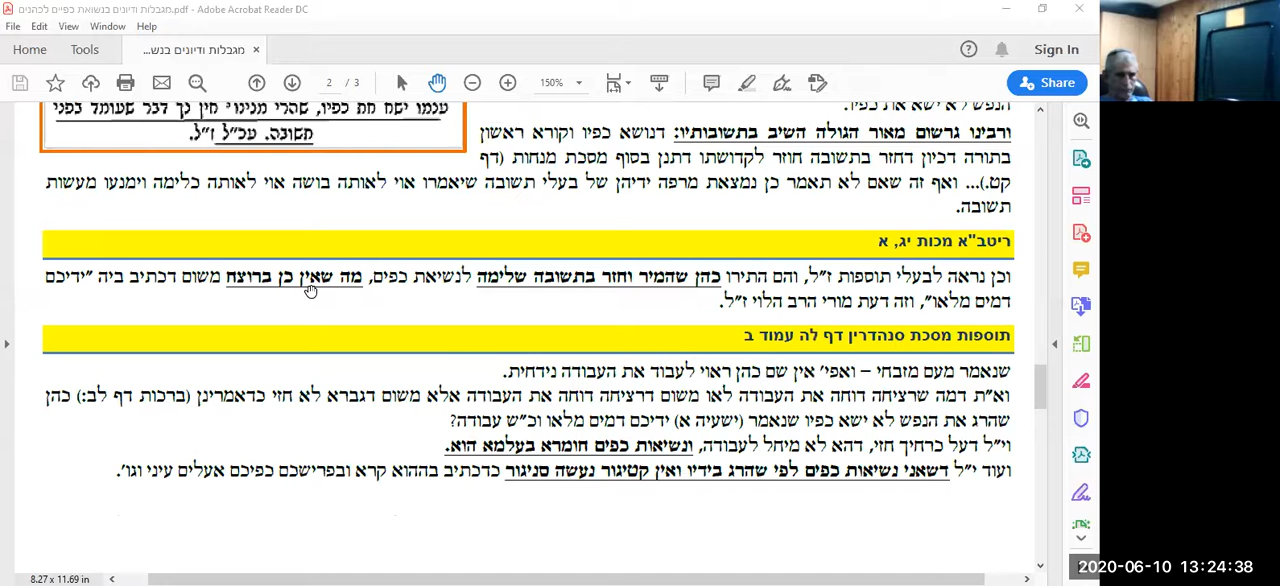 מגבלות ודיונים בנשואת כפיים לכהנים.pdf - Adobe Acrobat Reader DC
File Edit View Window Help
Home Tools מגבלות ודיונים בנש... × Sign In
2 / 3 150% Share
עצמו ישא את כפיו, שהרי מנינו
אין לך דבר שעומד בפני
תשובה. עכ"ל ז"ל.
הנפש לא ישא את כפיו.
ורבינו גרשום מאור הגולה השיב בתשובותיו: דנושא כפיו וקורא ראשון
בתורה דכיון דחזר בתשובה חוזר לקדושתו דתנן בסוף מסכת מנחות (דף
קט.)... ואף זה שאם לא תאמר כן נמצאת מרפה ידיהן של בעלי תשובה שיאמרו אוי לאותה בושה אוי לאותה כלימה וימנעו מעשות
תשובה.
ריטב"א מכות יג, א
וכן נראה לבעלי תוספות ז"ל, והם התירו כהן שהמיר וחזר בתשובה שלימה לנשיאת כפים, מה שאין כן ברוצח משום דכתיב ביה "ידיכם
דמים מלאו", וזה דעת מורי הרב הלוי ז"ל.
תוספות מסכת סנהדרין דף לה עמוד ב
שנאמר מעם מזבחי – ואפי' אין שם כהן ראוי לעבוד את העבודה נידחית.
וא"ת דמה שרציחה דוחה את העבודה לאו משום דרציחה דוחה את העבודה אלא משום דגברא לא חזי כדאמרינן (ברכות דף לב:) כהן
שהרג את הנפש לא ישא כפיו שנאמר (ישעיה א) ידיכם דמים מלאו וכ"ש עבודה?
וי"ל דעל כרחיך חזי, דהא לא מיחל לעבודה, ונשיאות כפים חומרא בעלמא הוא.
ועוד י"ל דשאני נשיאות כפים לפי שהרג בידיו ואין קטיגור נעשה סניגור כדכתיב בההוא קרא ובפרישכם כפיכם אעלים עיני וגו'.
8.27 x 11.69 in
2020-06-10 13:24:38